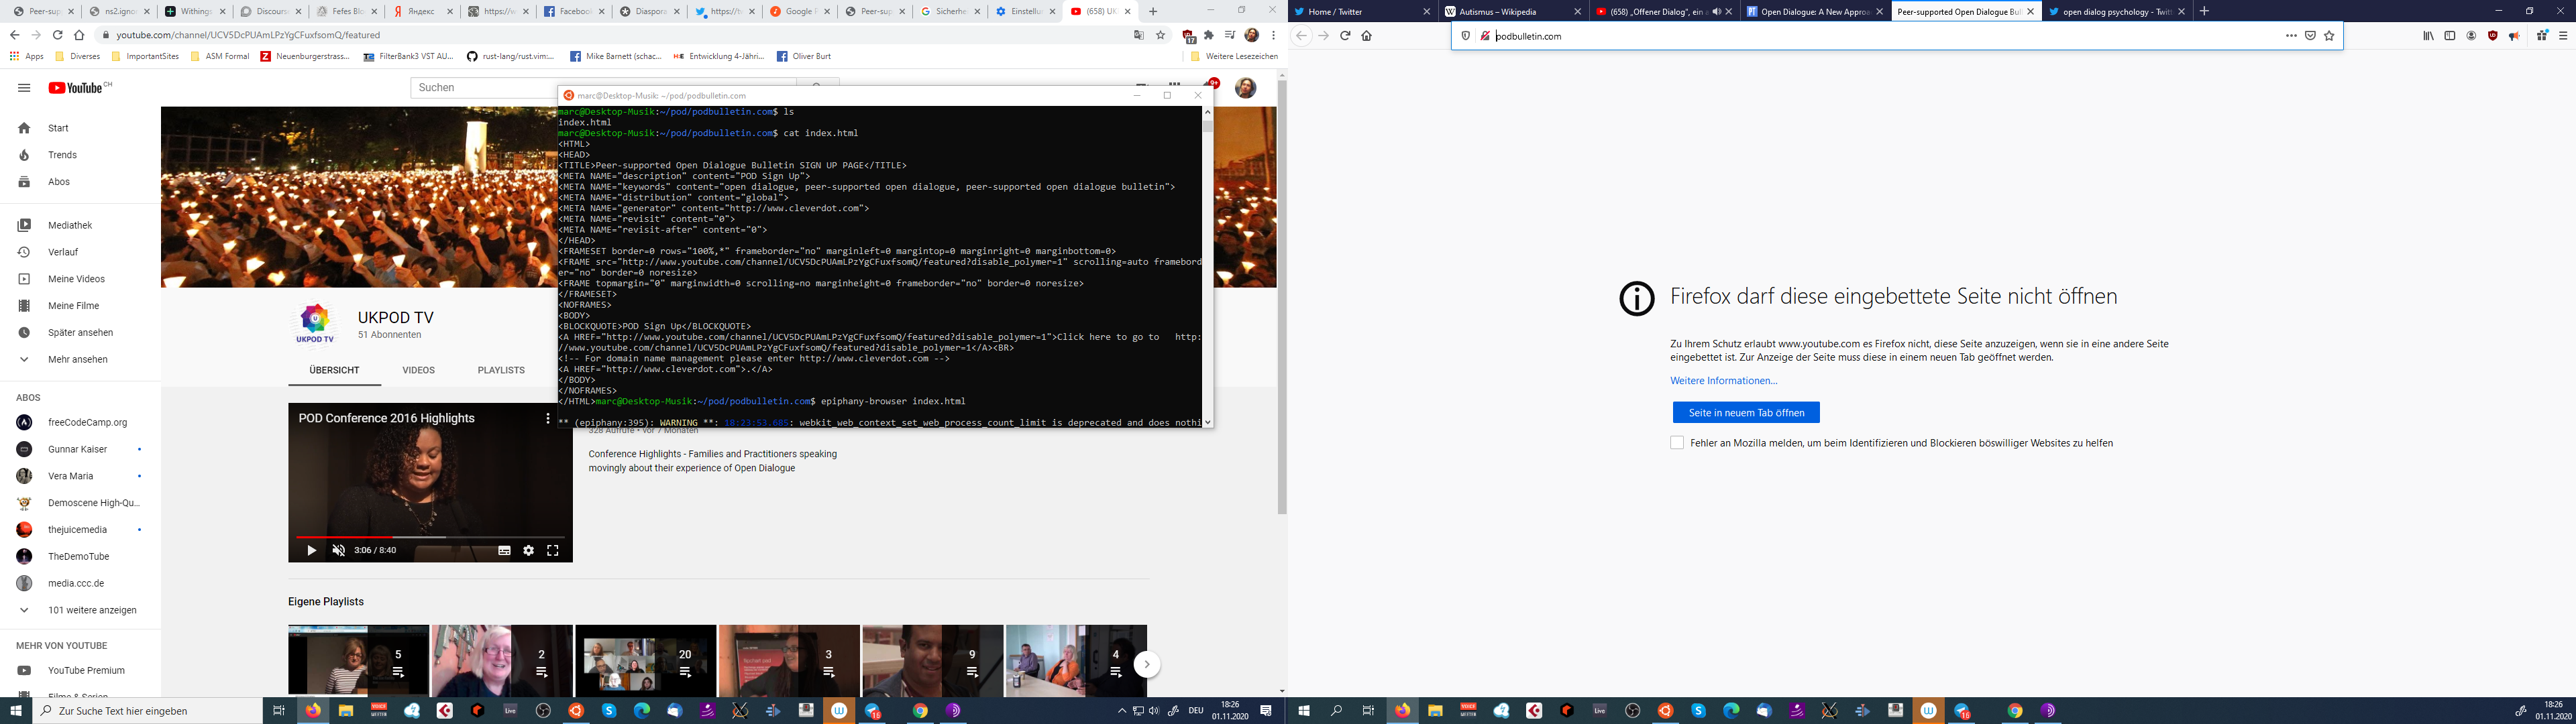 Peer-sup
ns2.ignor
Withings
Discours
Fefes Blo
Яндекс
https://w
Facebook
Diaspora
https://t
Google F
Peer-sup
Sicherhe
Einstellu
(658) UK
youtube.com/channel/UCV5DcPUAmLPzYgCFuxfsomQ/featured
Apps
Diverses
ImportantSites
ASM Formal
Neuenburgerstrass...
FilterBank3 VST AU...
rust-lang/rust.vim:...
Mike Barnett (schac...
Entwicklung 4-Jähri...
Oliver Burt
Weitere Lesezeichen
YouTube CH
Suchen
9+
Start
Trends
Abos
Mediathek
Verlauf
Meine Videos
Meine Filme
Später ansehen
Mehr ansehen
ABOS
freeCodeCamp.org
Gunnar Kaiser
Vera Maria
Demoscene High-Qu...
thejuicemedia
TheDemoTube
media.ccc.de
101 weitere anzeigen
MEHR VON YOUTUBE
YouTube Premium
Filme & Serien
UKPOD TV
UKPOD TV
51 Abonnenten
ÜBERSICHT
VIDEOS
PLAYLISTS
POD Conference 2016 Highlights
3:06 / 8:40
328 Aufrufe • vor 7 Monaten
Conference Highlights - Families and Practitioners speaking
movingly about their experience of Open Dialogue
Eigene Playlists
5
2
20
3
9
4
marc@Desktop-Musik: ~/pod/podbulletin.com
marc@Desktop-Musik:~/pod/podbulletin.com$ ls
index.html
marc@Desktop-Musik:~/pod/podbulletin.com$ cat index.html
<HTML>
<HEAD>
<TITLE>Peer-supported Open Dialogue Bulletin SIGN UP PAGE</TITLE>
<META NAME="description" content="POD Sign Up">
<META NAME="keywords" content="open dialogue, peer-supported open dialogue, peer-supported open dialogue bulletin">
<META NAME="distribution" content="global">
<META NAME="generator" content="http://www.cleverdot.com">
<META NAME="revisit" content="0">
<META NAME="revisit-after" content="0">
</HEAD>
<FRAMESET border=0 rows="100%,*" frameborder="no" marginleft=0 margintop=0 marginright=0 marginbottom=0>
<FRAME src="http://www.youtube.com/channel/UCV5DcPUAmLPzYgCFuxfsomQ/featured?disable_polymer=1" scrolling=auto framebord
er="no" border=0 noresize>
<FRAME topmargin="0" marginwidth=0 scrolling=no marginheight=0 frameborder="no" border=0 noresize>
</FRAMESET>
<NOFRAMES>
<BODY>
<BLOCKQUOTE>POD Sign Up</BLOCKQUOTE>
<A HREF="http://www.youtube.com/channel/UCV5DcPUAmLPzYgCFuxfsomQ/featured?disable_polymer=1">Click here to go to   http:
//www.youtube.com/channel/UCV5DcPUAmLPzYgCFuxfsomQ/featured?disable_polymer=1</A><BR>
<!-- For domain name management please enter http://www.cleverdot.com -->
<A HREF="http://www.cleverdot.com">.</A>
</BODY>
</NOFRAMES>
</HTML>marc@Desktop-Musik:~/pod/podbulletin.com$ epiphany-browser index.html
** (epiphany:395): WARNING **: 18:23:53.605: webkit_web_context_set_web_process_count_limit is deprecated and does nothi
Zur Suche Text hier eingeben
DEU
18:26
01.11.2020
Home / Twitter
Autismus – Wikipedia
(658) „Offener Dialog“, ein a
Open Dialogue: A New Approa
Peer-supported Open Dialogue Bull
open dialog psychology - Twitt
podbulletin.com
Firefox darf diese eingebettete Seite nicht öffnen
Zu Ihrem Schutz erlaubt www.youtube.com es Firefox nicht, diese Seite anzuzeigen, wenn sie in eine andere Seite
eingebettet ist. Zur Anzeige der Seite muss diese in einem neuen Tab geöffnet werden.
Weitere Informationen...
Seite in neuem Tab öffnen
Fehler an Mozilla melden, um beim Identifizieren und Blockieren böswilliger Websites zu helfen
18:26
01.11.2020